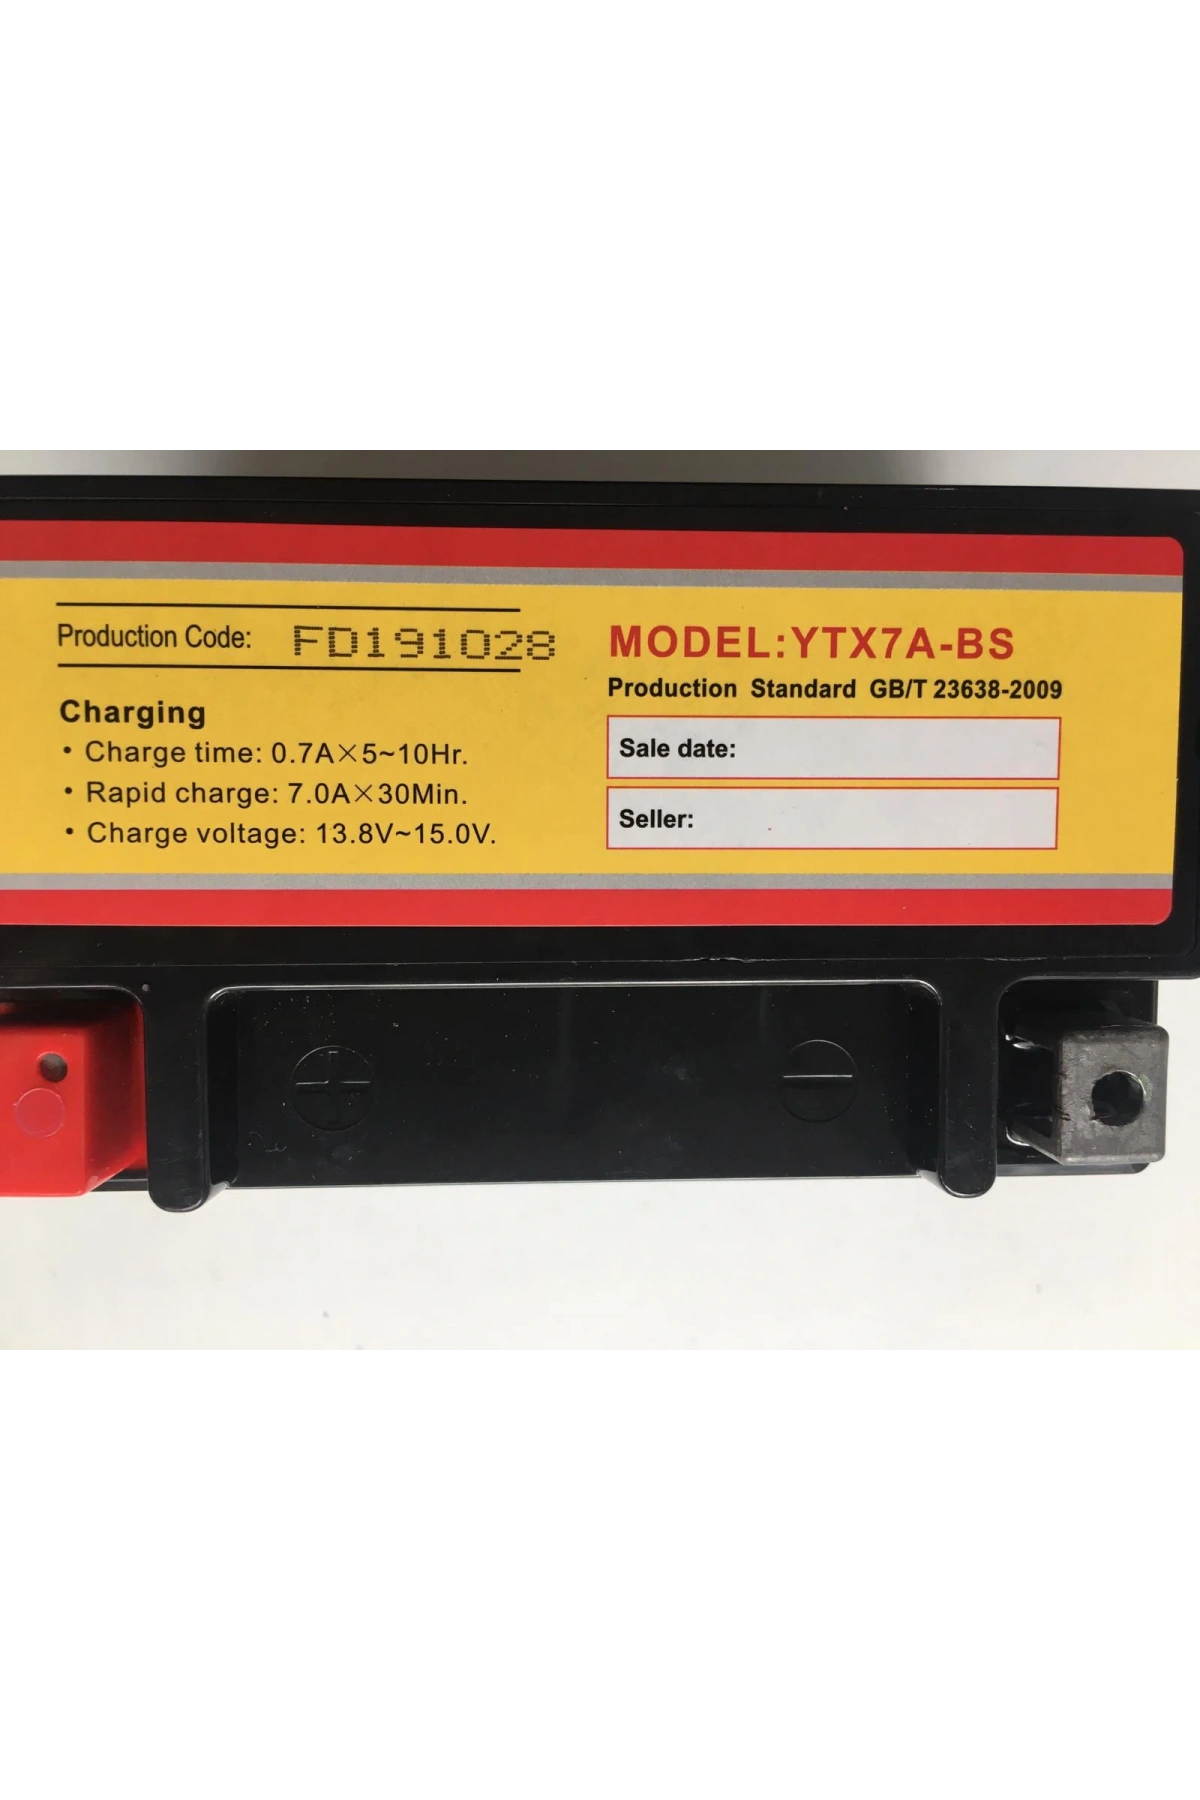 Production Code: FD191028
Charging
• Charge time: 0.7A×5~10Hr.
• Rapid charge: 7.0A×30Min.
• Charge voltage: 13.8V~15.0V.
MODEL:YTX7A-BS
Production Standard GB/T 23638-2009
Sale date:
Seller:
+
−